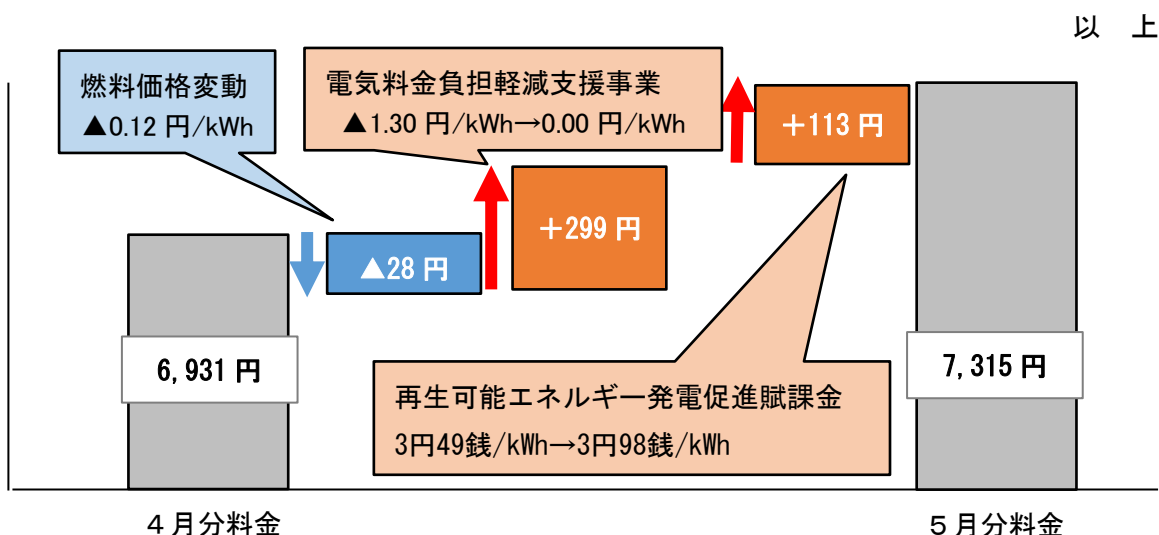 以　上
燃料価格変動
▲0.12 円/kWh
電気料金負担軽減支援事業
▲1.30 円/kWh→0.00 円/kWh
＋113 円
＋299 円
▲28 円
6,931 円
7,315 円
再生可能エネルギー発電促進賦課金
3円49銭/kWh→3円98銭/kWh
４月分料金
５月分料金